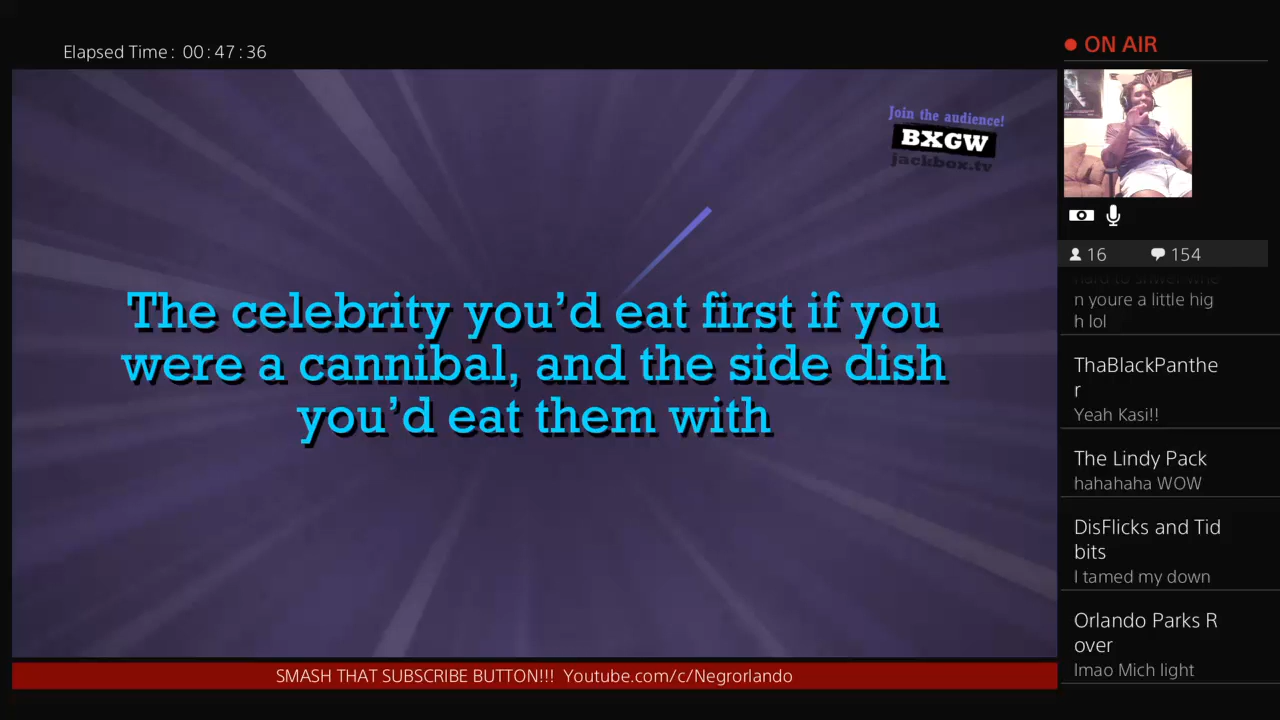 Elapsed Time: 00:47:36
ON AIR
Join the audience!
BXGW
jackbox.tv
16 154
The celebrity you'd eat first if you
were a cannibal, and the side dish
you'd eat them with
n youre a little hig
h lol
ThaBlackPanthe
r
Yeah Kasi!!
The Lindy Pack
hahahaha WOW
DisFlicks and Tid
bits
I tamed my down
Orlando Parks R
over
lmao Mich light
SMASH THAT SUBSCRIBE BUTTON!!! Youtube.com/c/Negrorlando